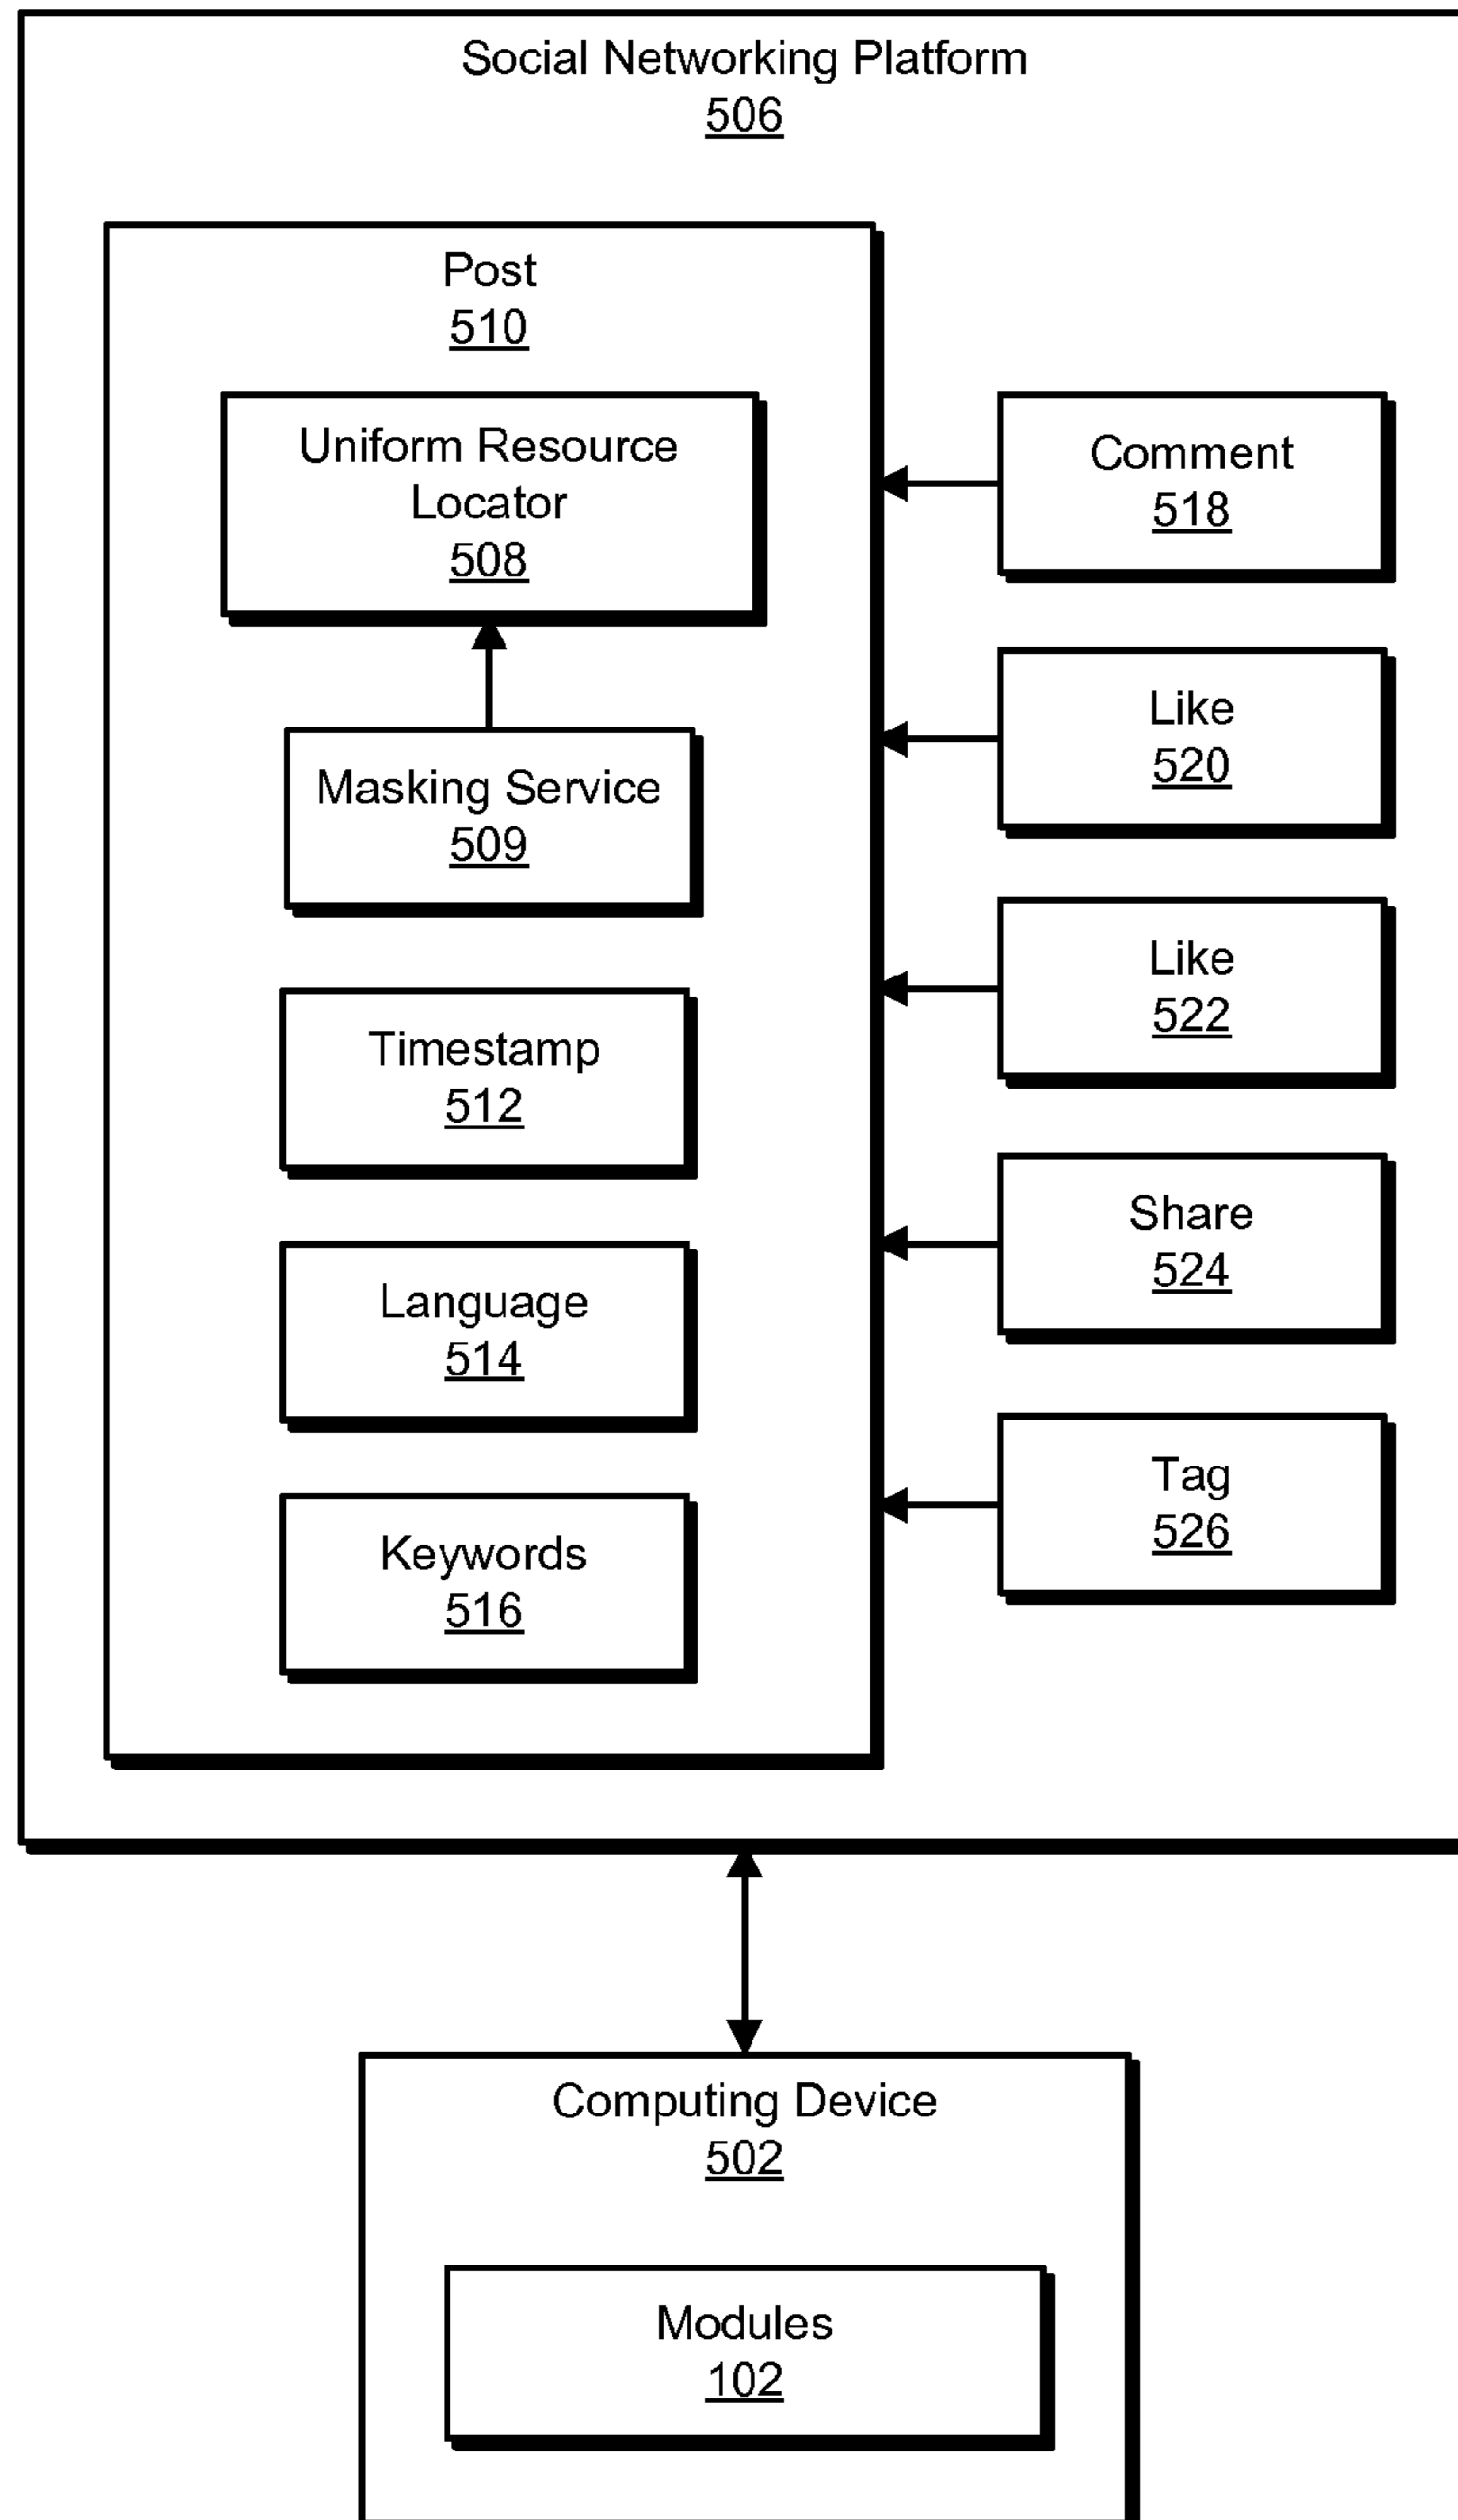 Social Networking Platform
506
Post
510
Uniform Resource
Locator
508
Masking Service
509
Timestamp
512
Language
514
Keywords
516
Comment
518
Like
520
Like
522
Share
524
Tag
526
Computing Device
502
Modules
102